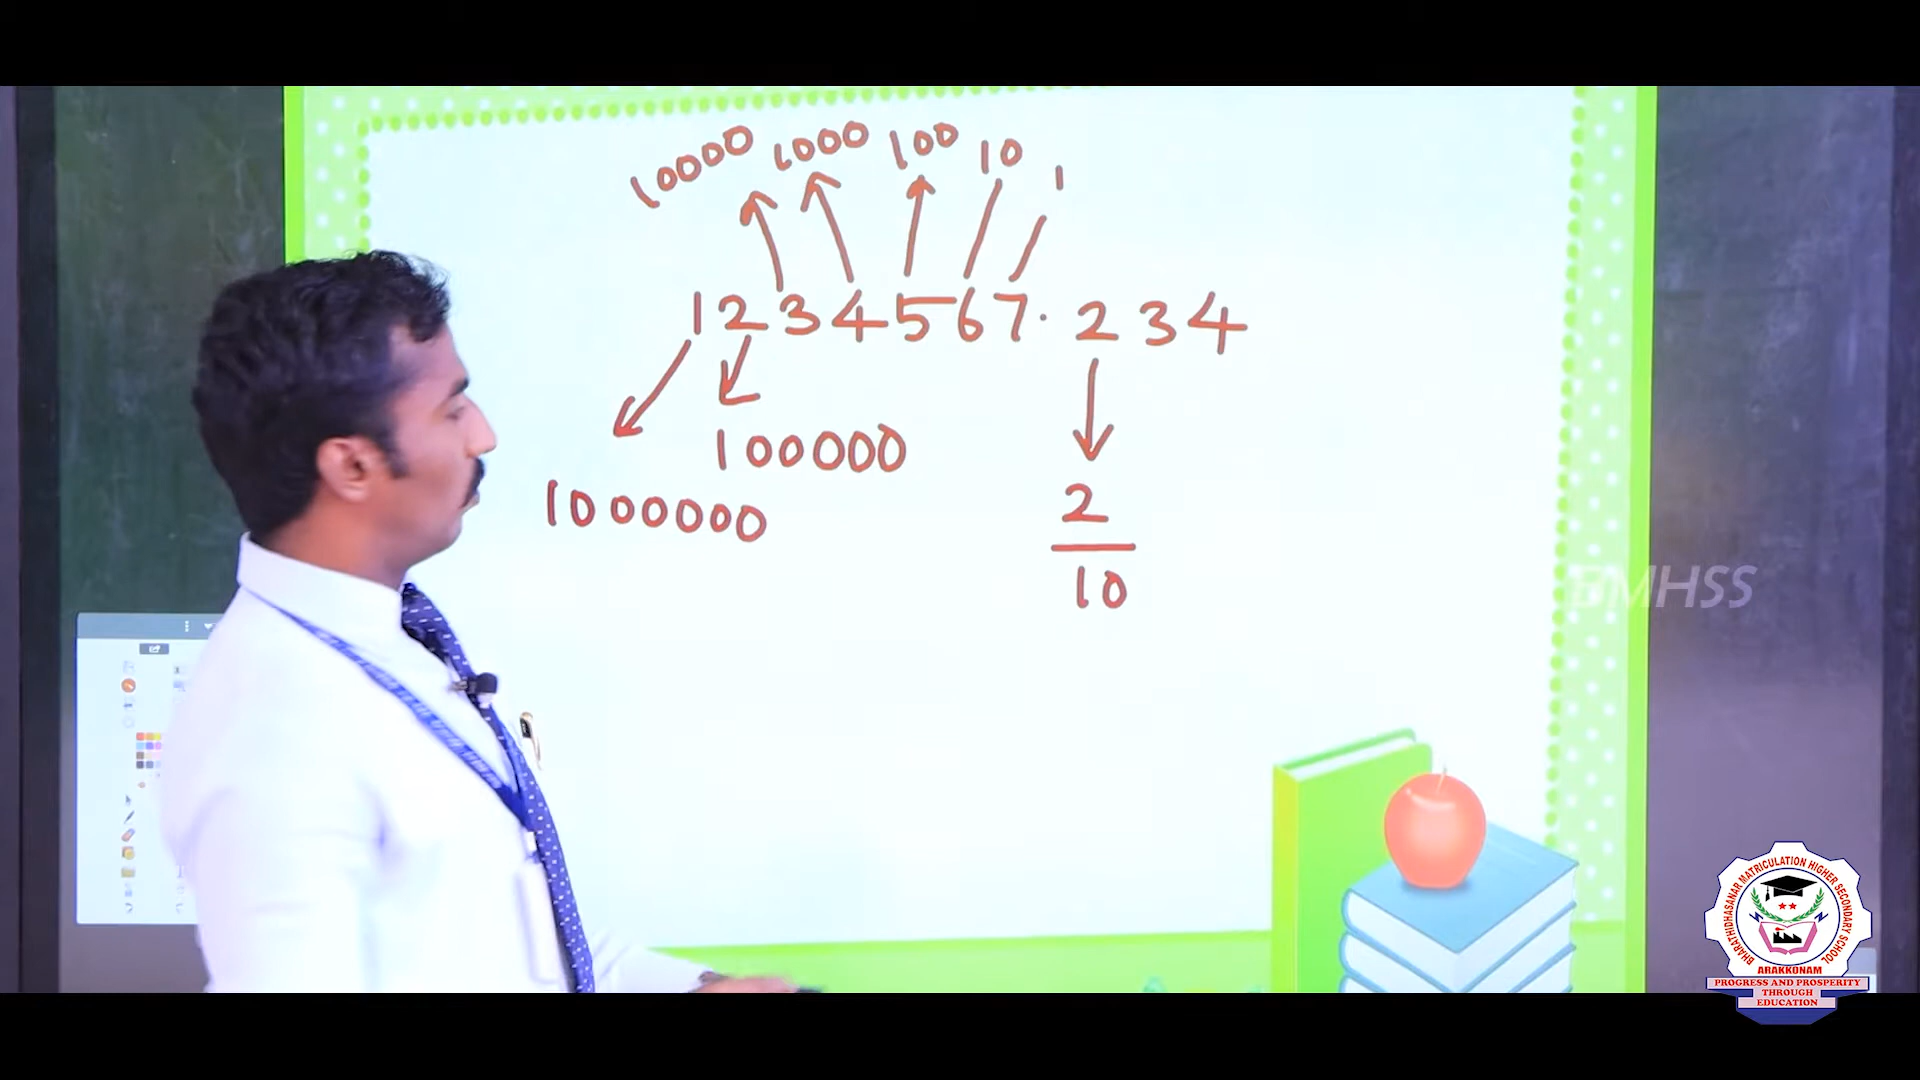 10000 1000 100 10 1
1234567.234
100000
1000000
2
10
BMHSS
BHARATHIDHASANAR MATRICULATION HIGHER SECONDARY SCHOOL
ARAKKONAM
PROGRESS AND PROSPERITY
THROUGH
EDUCATION